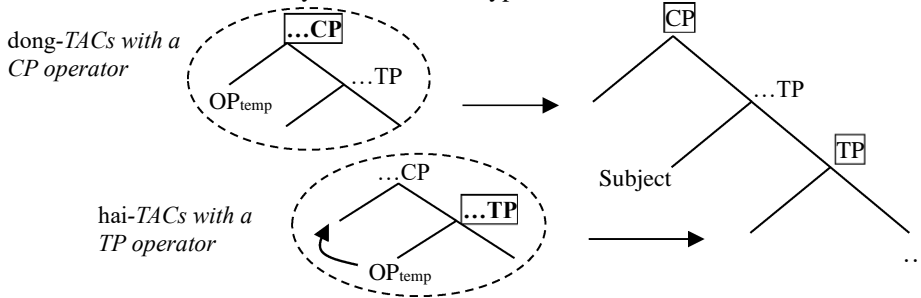 …CP
CP
dong-TACs with a
CP operator
…TP
OPtemp
…TP
TP
Subject
…CP
hai-TACs with a
TP operator
…TP
OPtemp
..